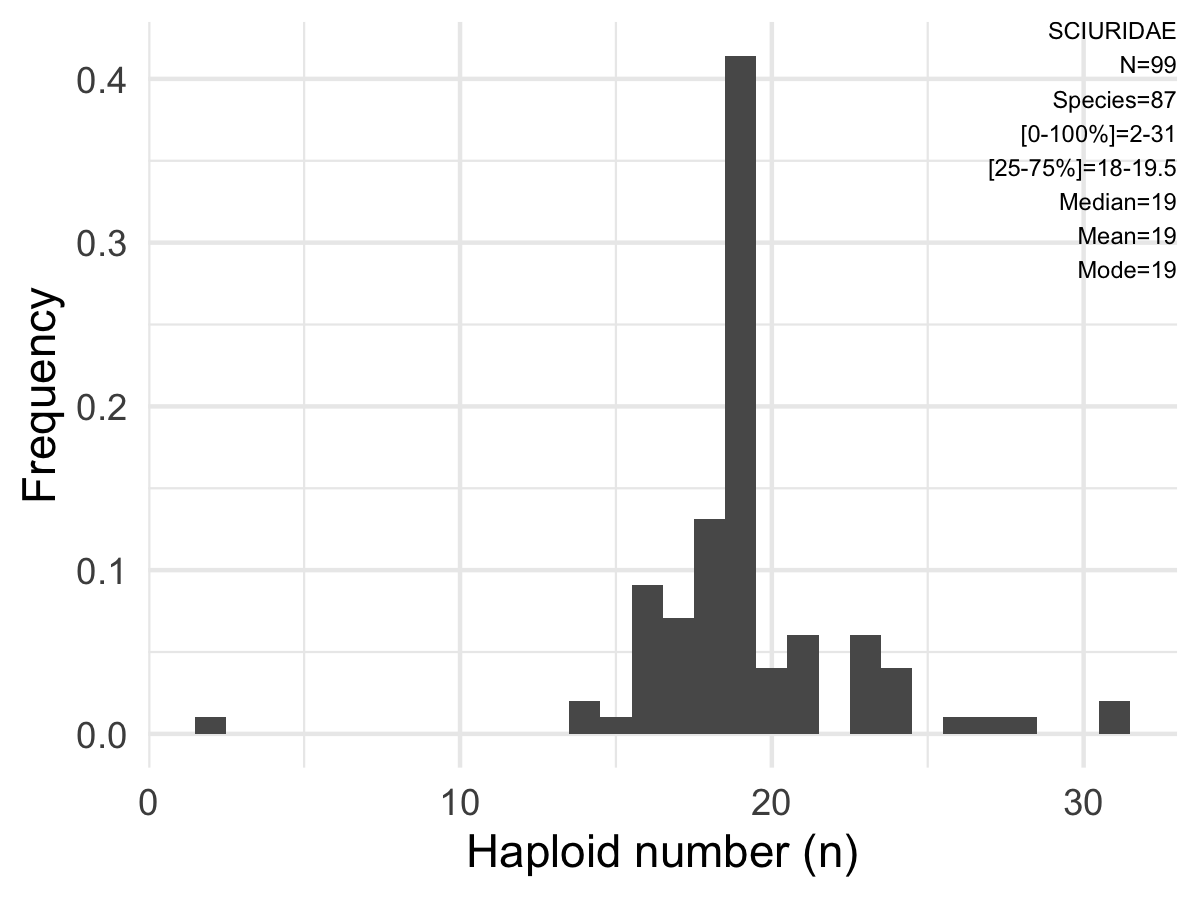 SCIURIDAE
N=99
Species=87
[0-100%]=2-31
[25-75%]=18-19.5
Median=19
Mean=19
Mode=19
0.4
0.3
0.2
0.1
0.0
Frequency
0 10 20 30
Haploid number (n)